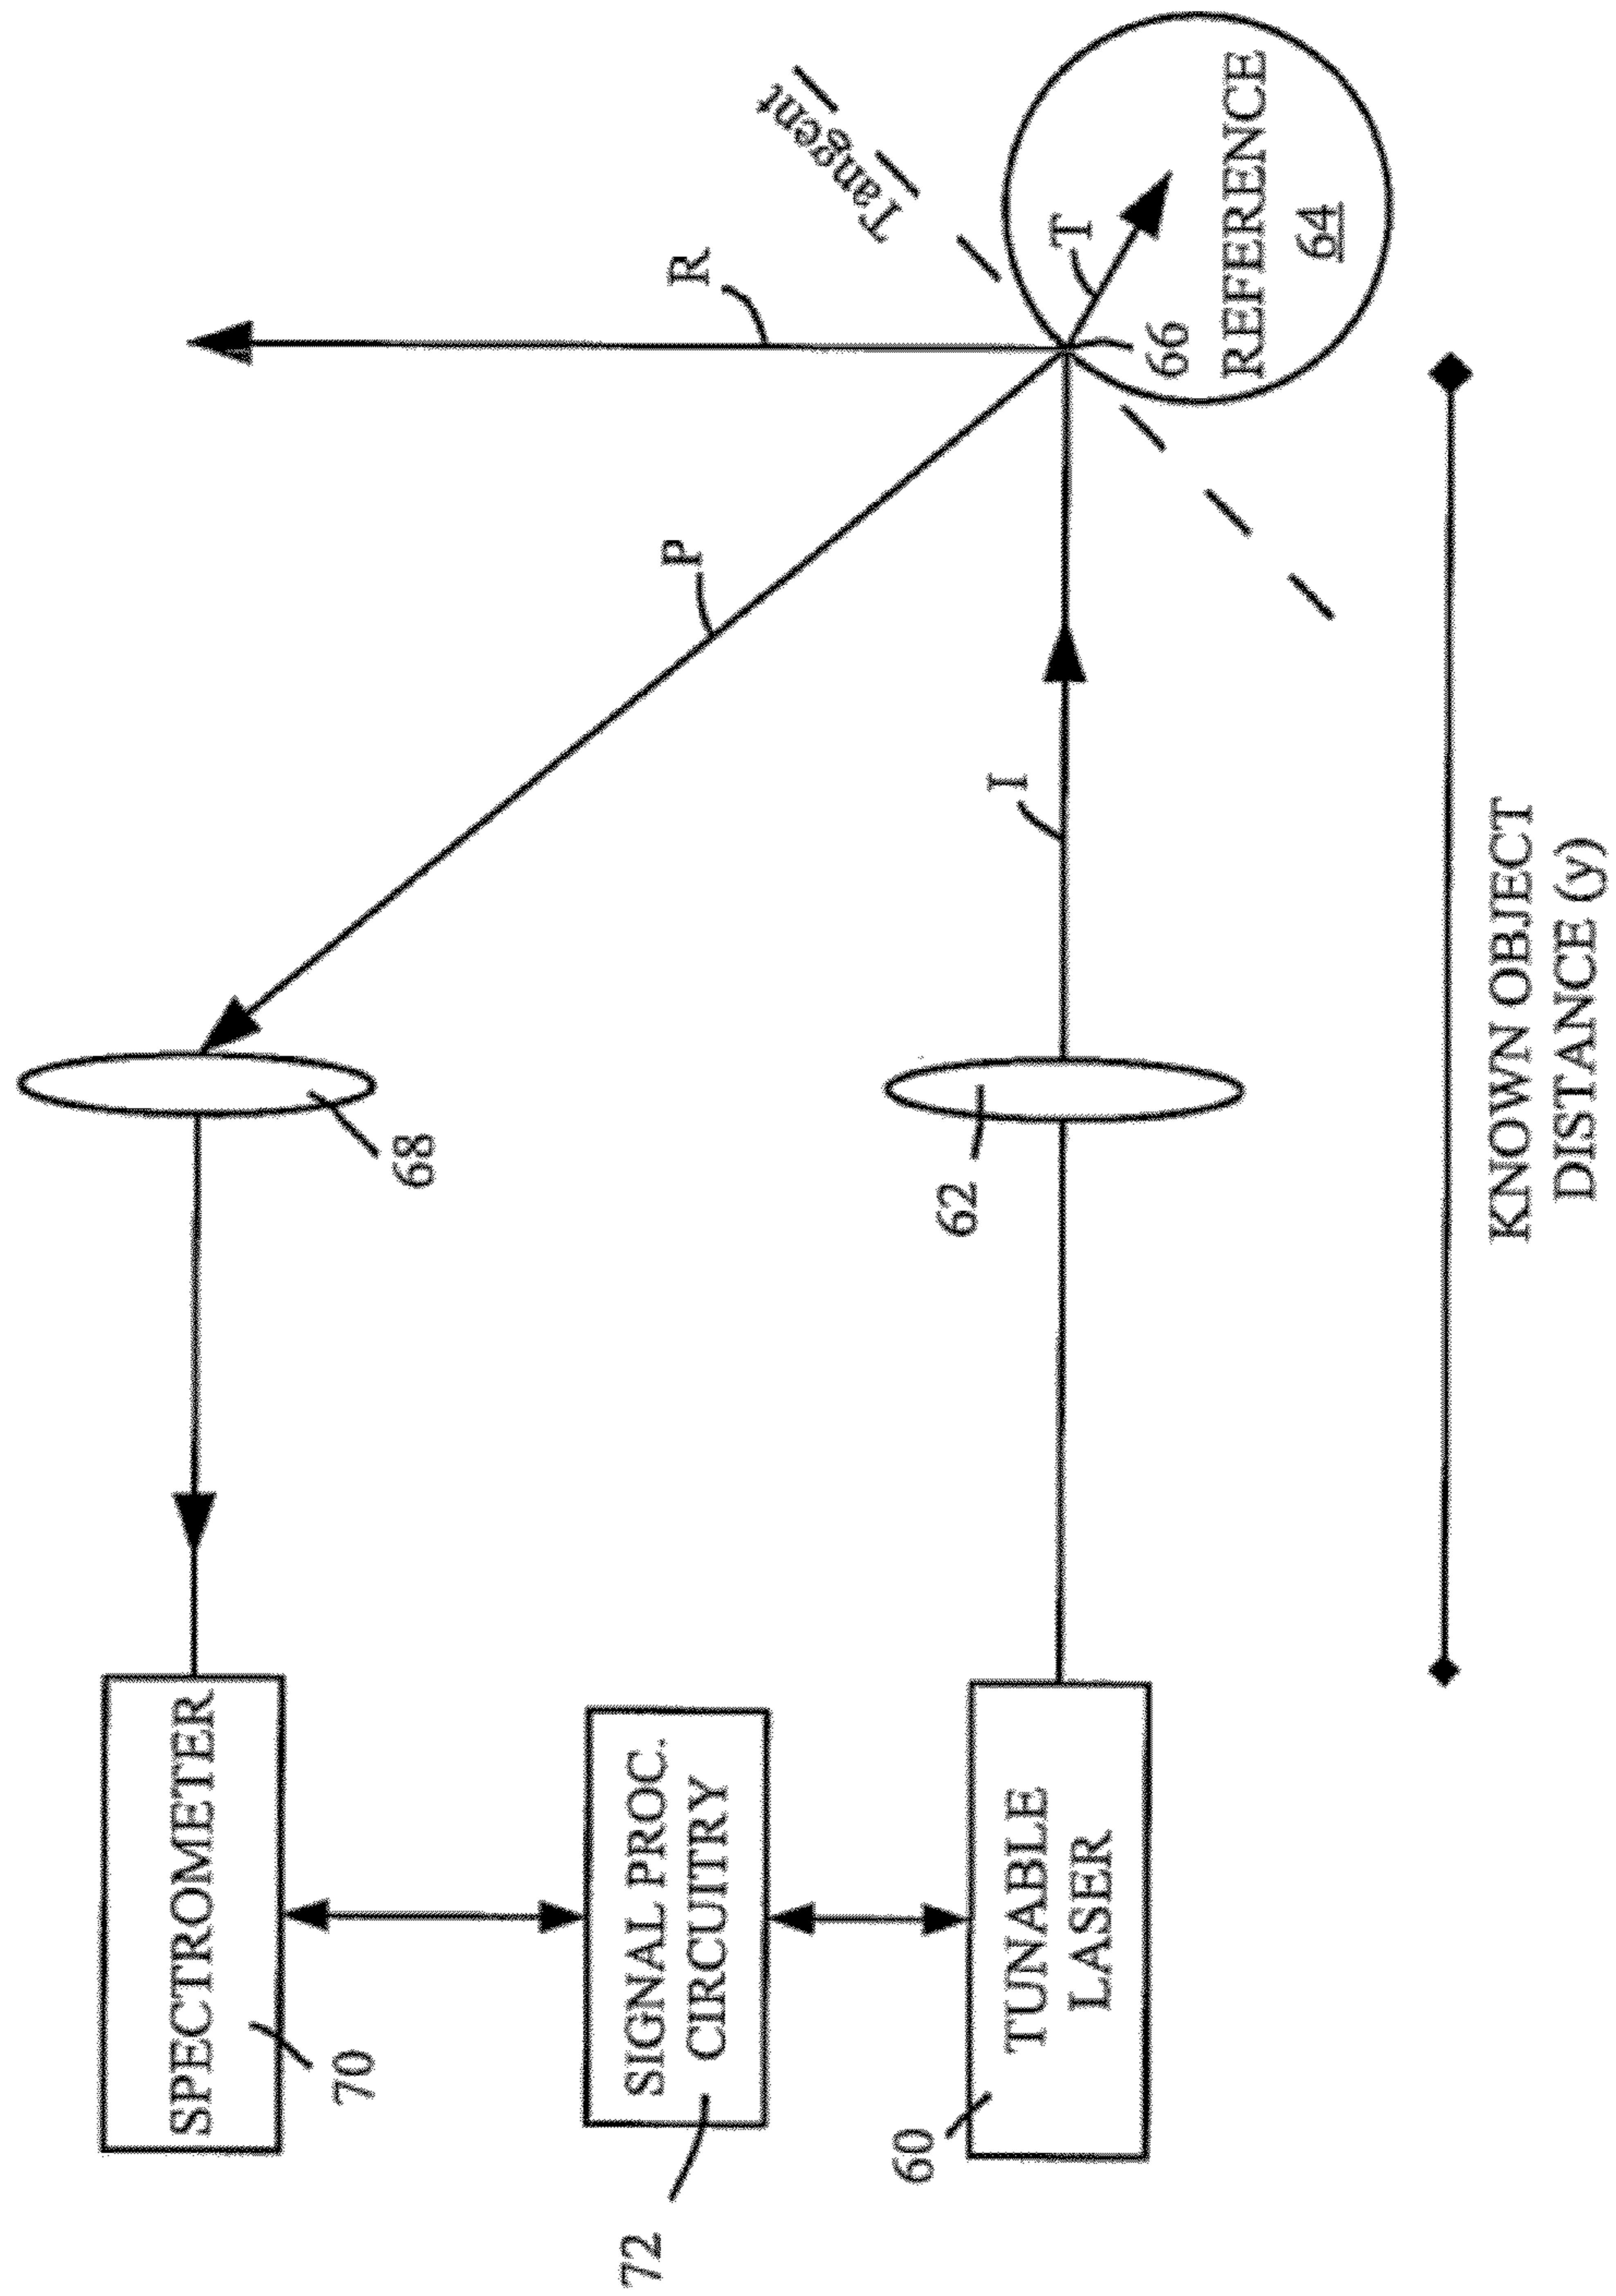 SPECTROMETER
70
SIGNAL PROC.
CIRCUITRY
72
TUNABLE
LASER
60
68
62
P
I
R
Tangent
T
66
REFERENCE
64
KNOWN OBJECT
DISTANCE (y)